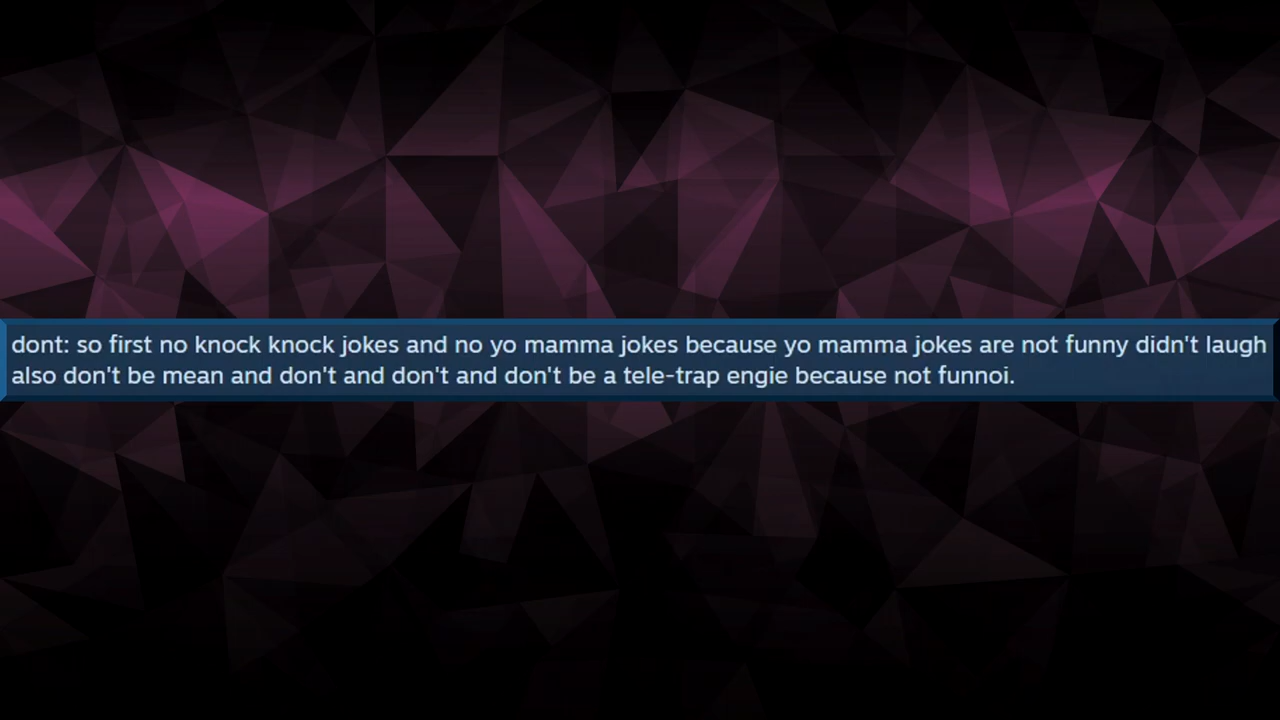 dont: so first no knock knock jokes and no yo mamma jokes because yo mamma jokes are not funny didn't laugh
also don't be mean and don't and don't and don't be a tele-trap engie because not funnoi.